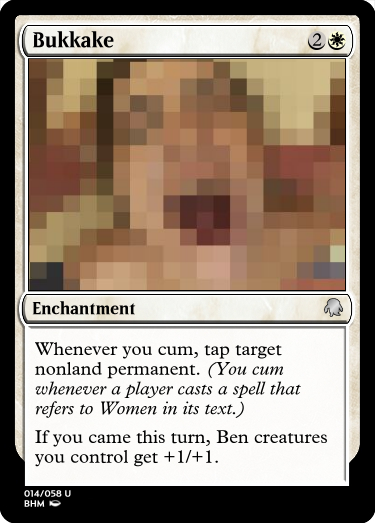 Bukkake 2
Enchantment
Whenever you cum, tap target
nonland permanent. (You cum
whenever a player casts a spell that
refers to Women in its text.)
If you came this turn, Ben creatures
you control get +1/+1.
014/058 U
BHM